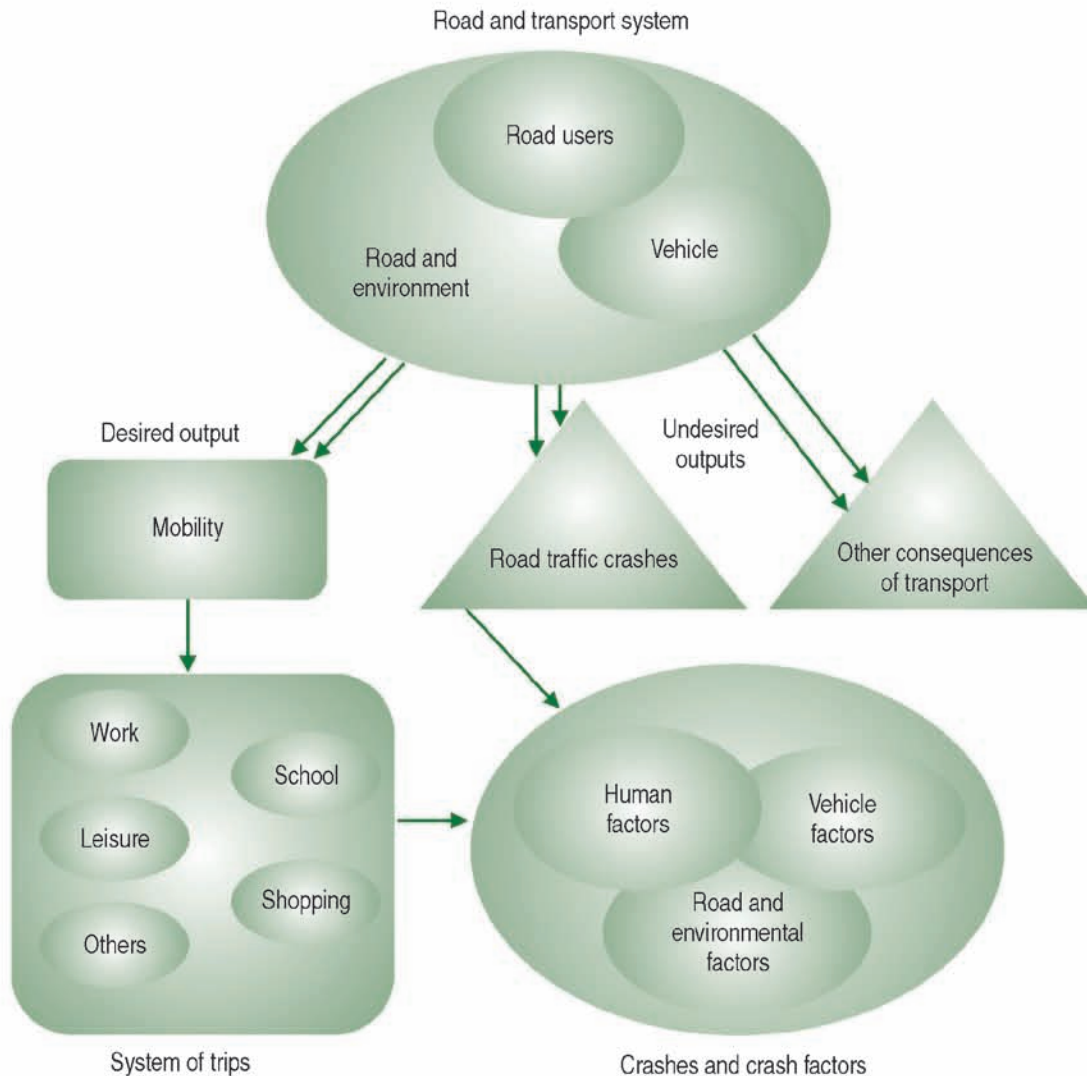 Road and transport system
Road users
Vehicle
Road and
environment
Desired output
Undesired
outputs
Mobility
Road traffic crashes
Other consequences
of transport
Work
School
Leisure
Shopping
Others
Human
factors
Vehicle
factors
Road and
environmental
factors
System of trips
Crashes and crash factors